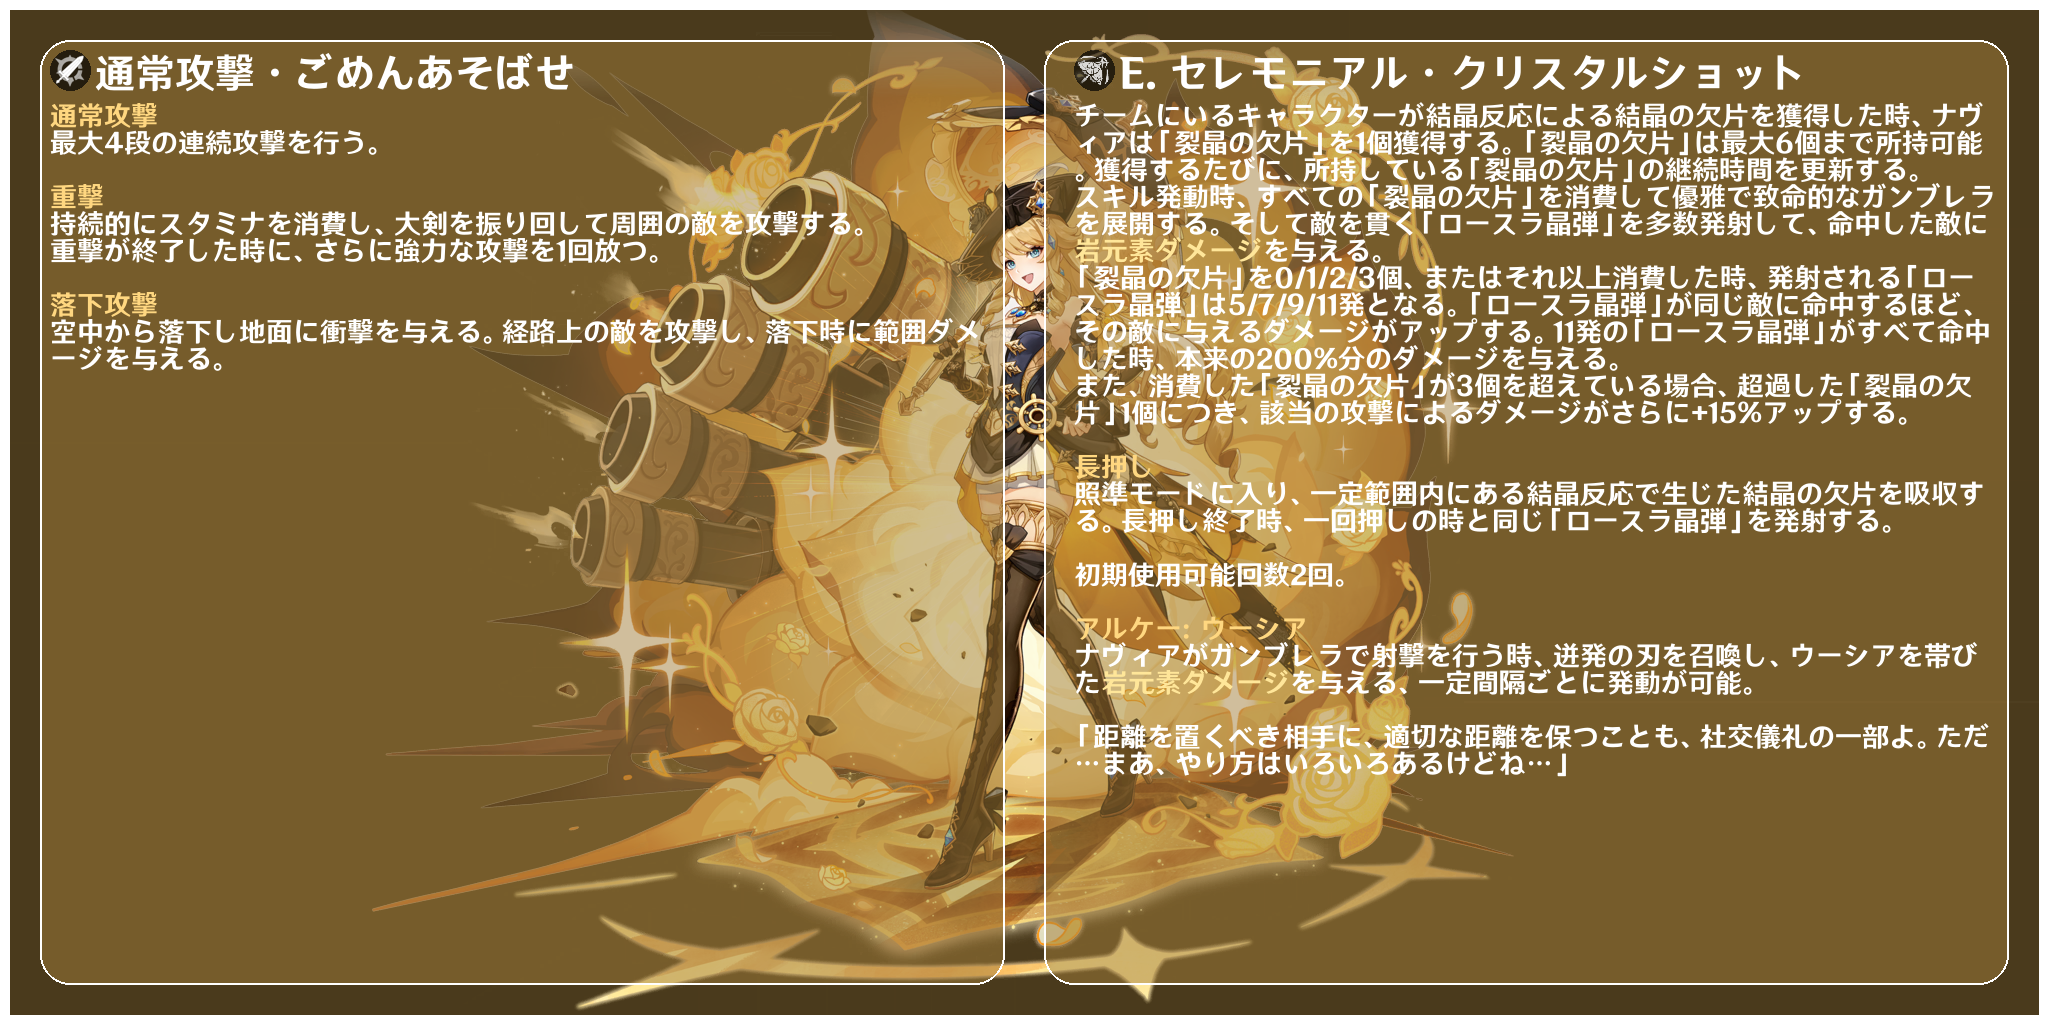 通常攻撃・ごめんあそばせ
通常攻撃
最大4段の連続攻撃を行う。
重撃
持続的にスタミナを消費し、大剣を振り回して周囲の敵を攻撃する。
重撃が終了した時に、さらに強力な攻撃を1回放つ。
落下攻撃
空中から落下し地面に衝撃を与える。経路上の敵を攻撃し、落下時に範囲ダメ
ージを与える。
E. セレモニアル・クリスタルショット
チームにいるキャラクターが結晶反応による結晶の欠片を獲得した時、ナヴ
ィアは「裂晶の欠片」を1個獲得する。「裂晶の欠片」は最大6個まで所持可能
。獲得するたびに、所持している「裂晶の欠片」の継続時間を更新する。
スキル発動時、すべての「裂晶の欠片」を消費して優雅で致命的なガンブレラ
を展開する。そして敵を貫く「ロースラ晶弾」を多数発射して、命中した敵に
岩元素ダメージを与える。
「裂晶の欠片」を0/1/2/3個、またはそれ以上消費した時、発射される「ロー
スラ晶弾」は5/7/9/11発となる。「ロースラ晶弾」が同じ敵に命中するほど、
その敵に与えるダメージがアップする。11発の「ロースラ晶弾」がすべて命中
した時、本来の200%分のダメージを与える。
また、消費した「裂晶の欠片」が3個を超えている場合、超過した「裂晶の欠
片」1個につき、該当の攻撃によるダメージがさらに+15%アップする。
長押し
照準モードに入り、一定範囲内にある結晶反応で生じた結晶の欠片を吸収す
る。長押し終了時、一回押しの時と同じ「ロースラ晶弾」を発射する。
初期使用可能回数2回。
アルケー: ウーシア
ナヴィアがガンブレラで射撃を行う時、迸発の刃を召喚し、ウーシアを帯び
た岩元素ダメージを与える、一定間隔ごとに発動が可能。
「距離を置くべき相手に、適切な距離を保つことも、社交儀礼の一部よ。ただ
…まあ、やり方はいろいろあるけどね…」